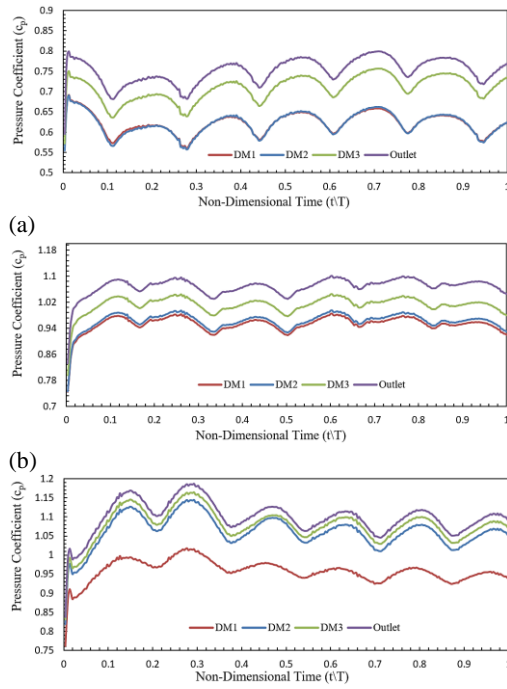 0.9
0.85
0.8
0.75
0.7
0.65
0.6
0.55
0.5
Pressure Coefficient (cp)
DM1 DM2 DM3 Outlet
0 0.1 0.2 0.3 0.4 0.5 0.6 0.7 0.8 0.9 1
Non-Dimensional Time (t\T)
(a)
1.18
1.1
1.02
0.94
0.86
0.78
0.7
Pressure Coefficient (cp)
DM1 DM2 DM3 Outlet
0 0.1 0.2 0.3 0.4 0.5 0.6 0.7 0.8 0.9 1
Non-Dimensional Time (t\T)
(b)
1.2
1.15
1.1
1.05
1
0.95
0.9
0.85
0.8
0.75
Pressure Coefficient (cp)
DM1 DM2 DM3 Outlet
0 0.1 0.2 0.3 0.4 0.5 0.6 0.7 0.8 0.9 1
Non-Dimensional Time (t\T)